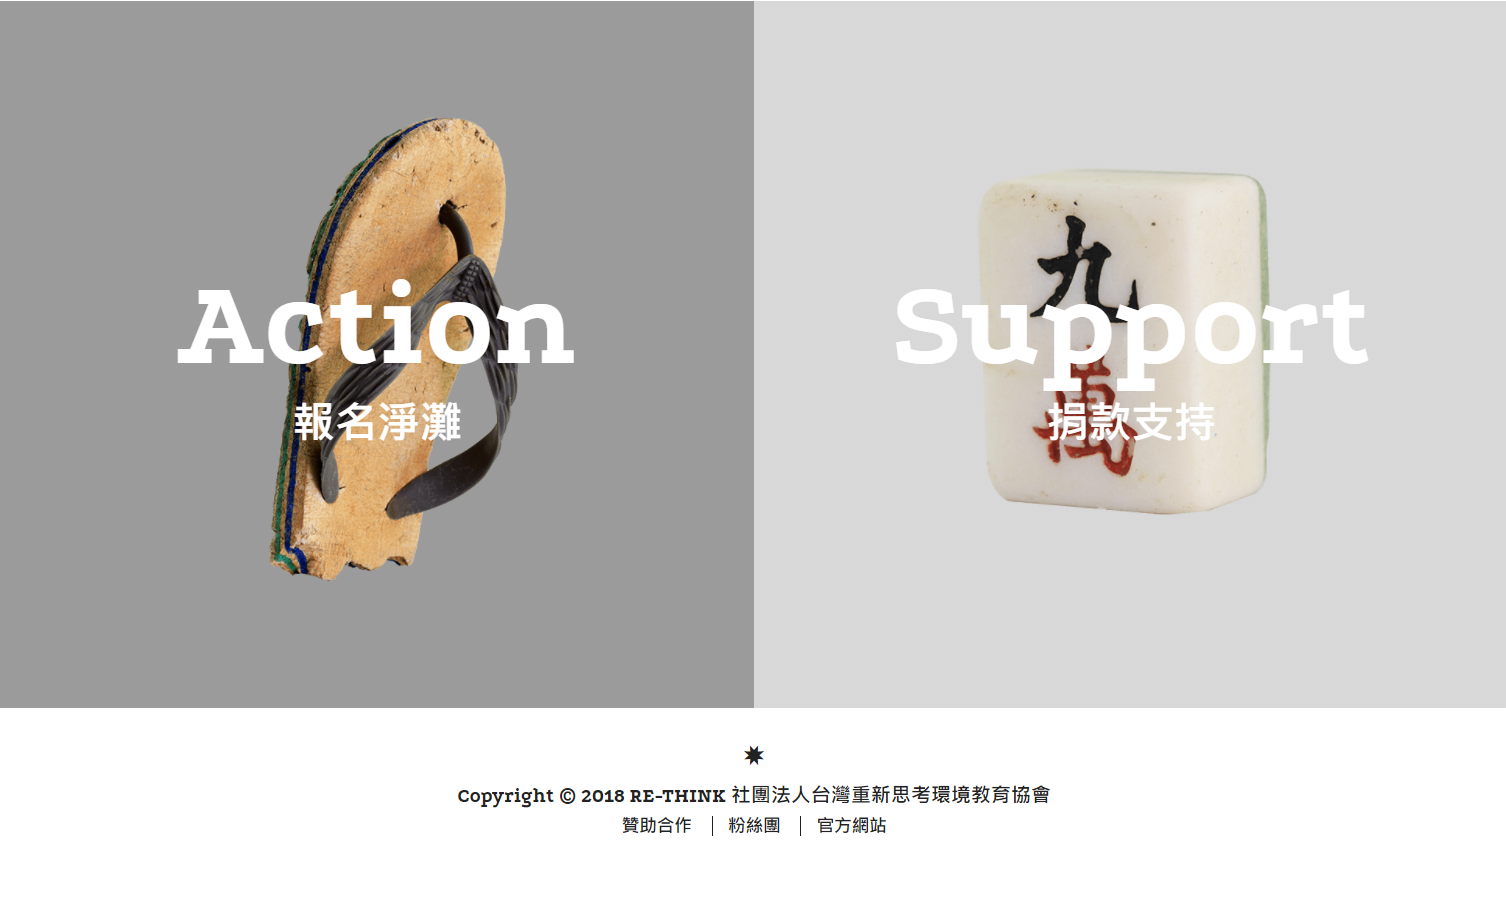 Action
報名淨灘
九
萬
Support
捐款支持
Copyright © 2018 RE-THINK 社團法人台灣重新思考環境教育協會
贊助合作 | 粉絲團 | 官方網站